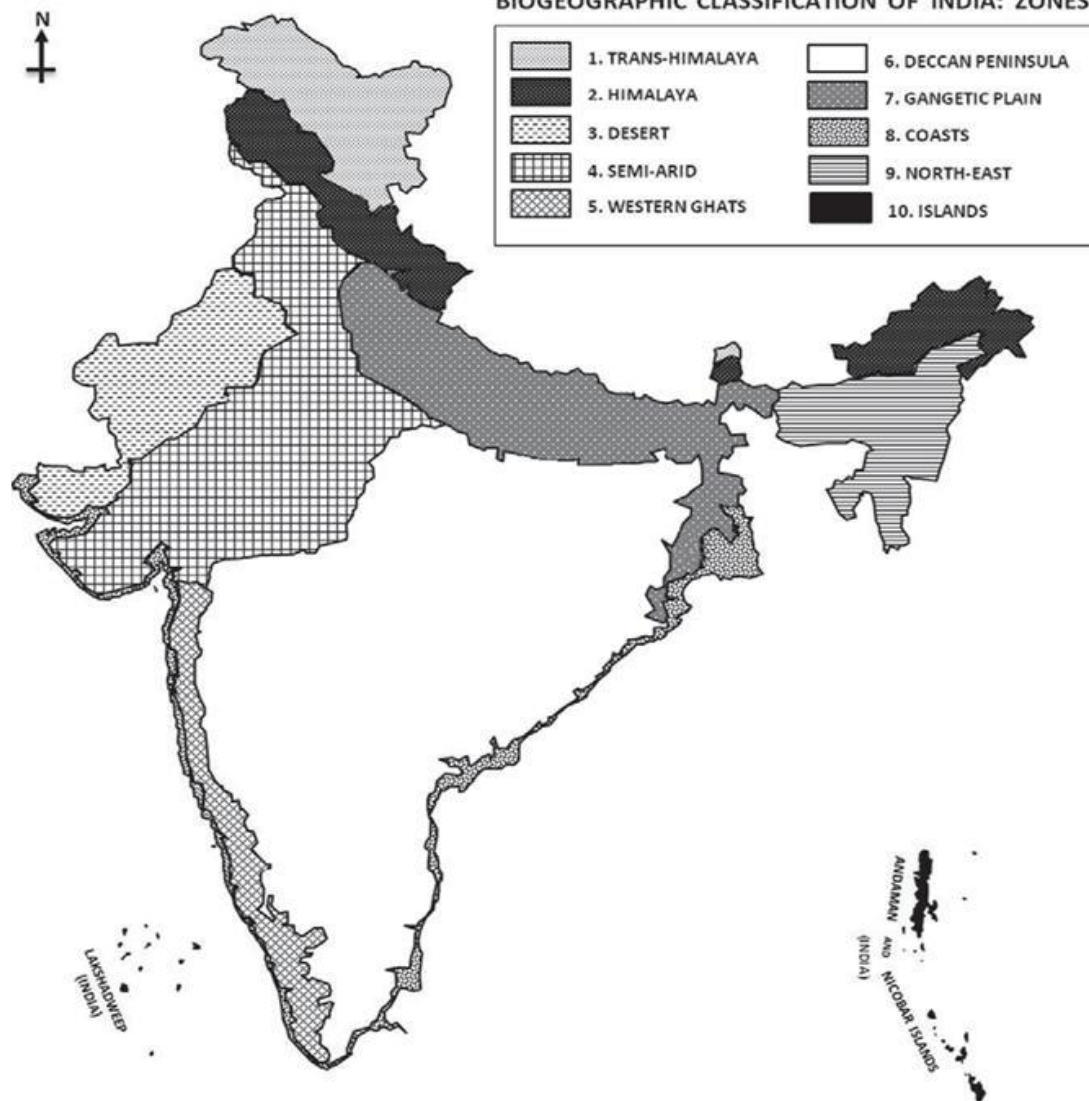 BIOGEOGRAPHIC CLASSIFICATION OF INDIA: ZONES
N
1. TRANS-HIMALAYA
2. HIMALAYA
3. DESERT
4. SEMI-ARID
5. WESTERN GHATS
6. DECCAN PENINSULA
7. GANGETIC PLAIN
8. COASTS
9. NORTH-EAST
10. ISLANDS
LAKSHADWEEP
(INDIA)
ANDAMAN AND NICOBAR ISLANDS
(INDIA)